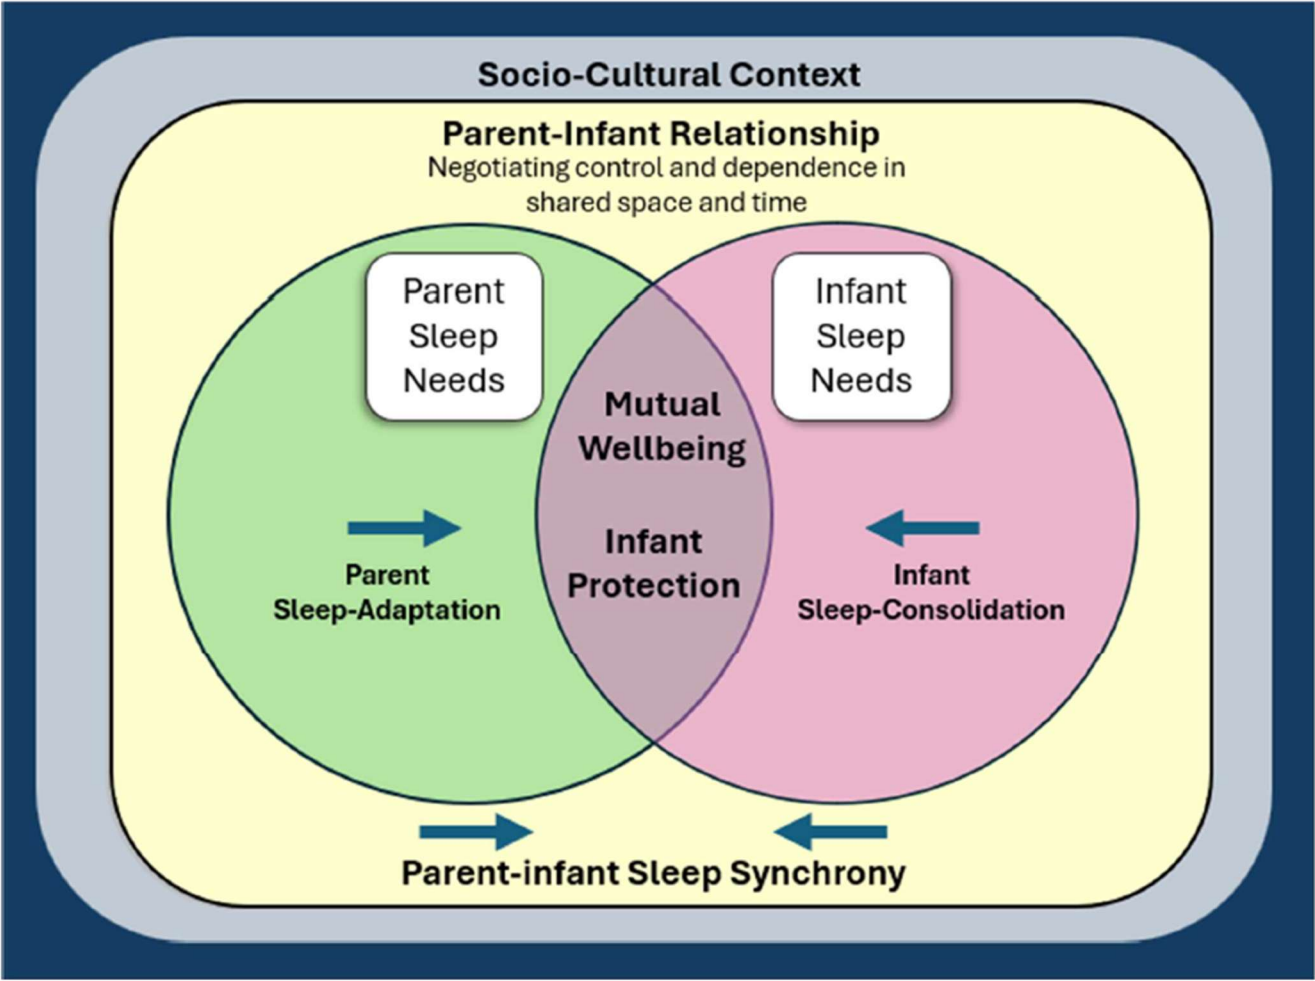 Socio-Cultural Context
Parent-Infant Relationship
Negotiating control and dependence in
shared space and time
Parent
Sleep
Needs
Infant
Sleep
Needs
Mutual
Wellbeing
Infant
Protection
Parent
Sleep-Adaptation
Infant
Sleep-Consolidation
Parent-infant Sleep Synchrony